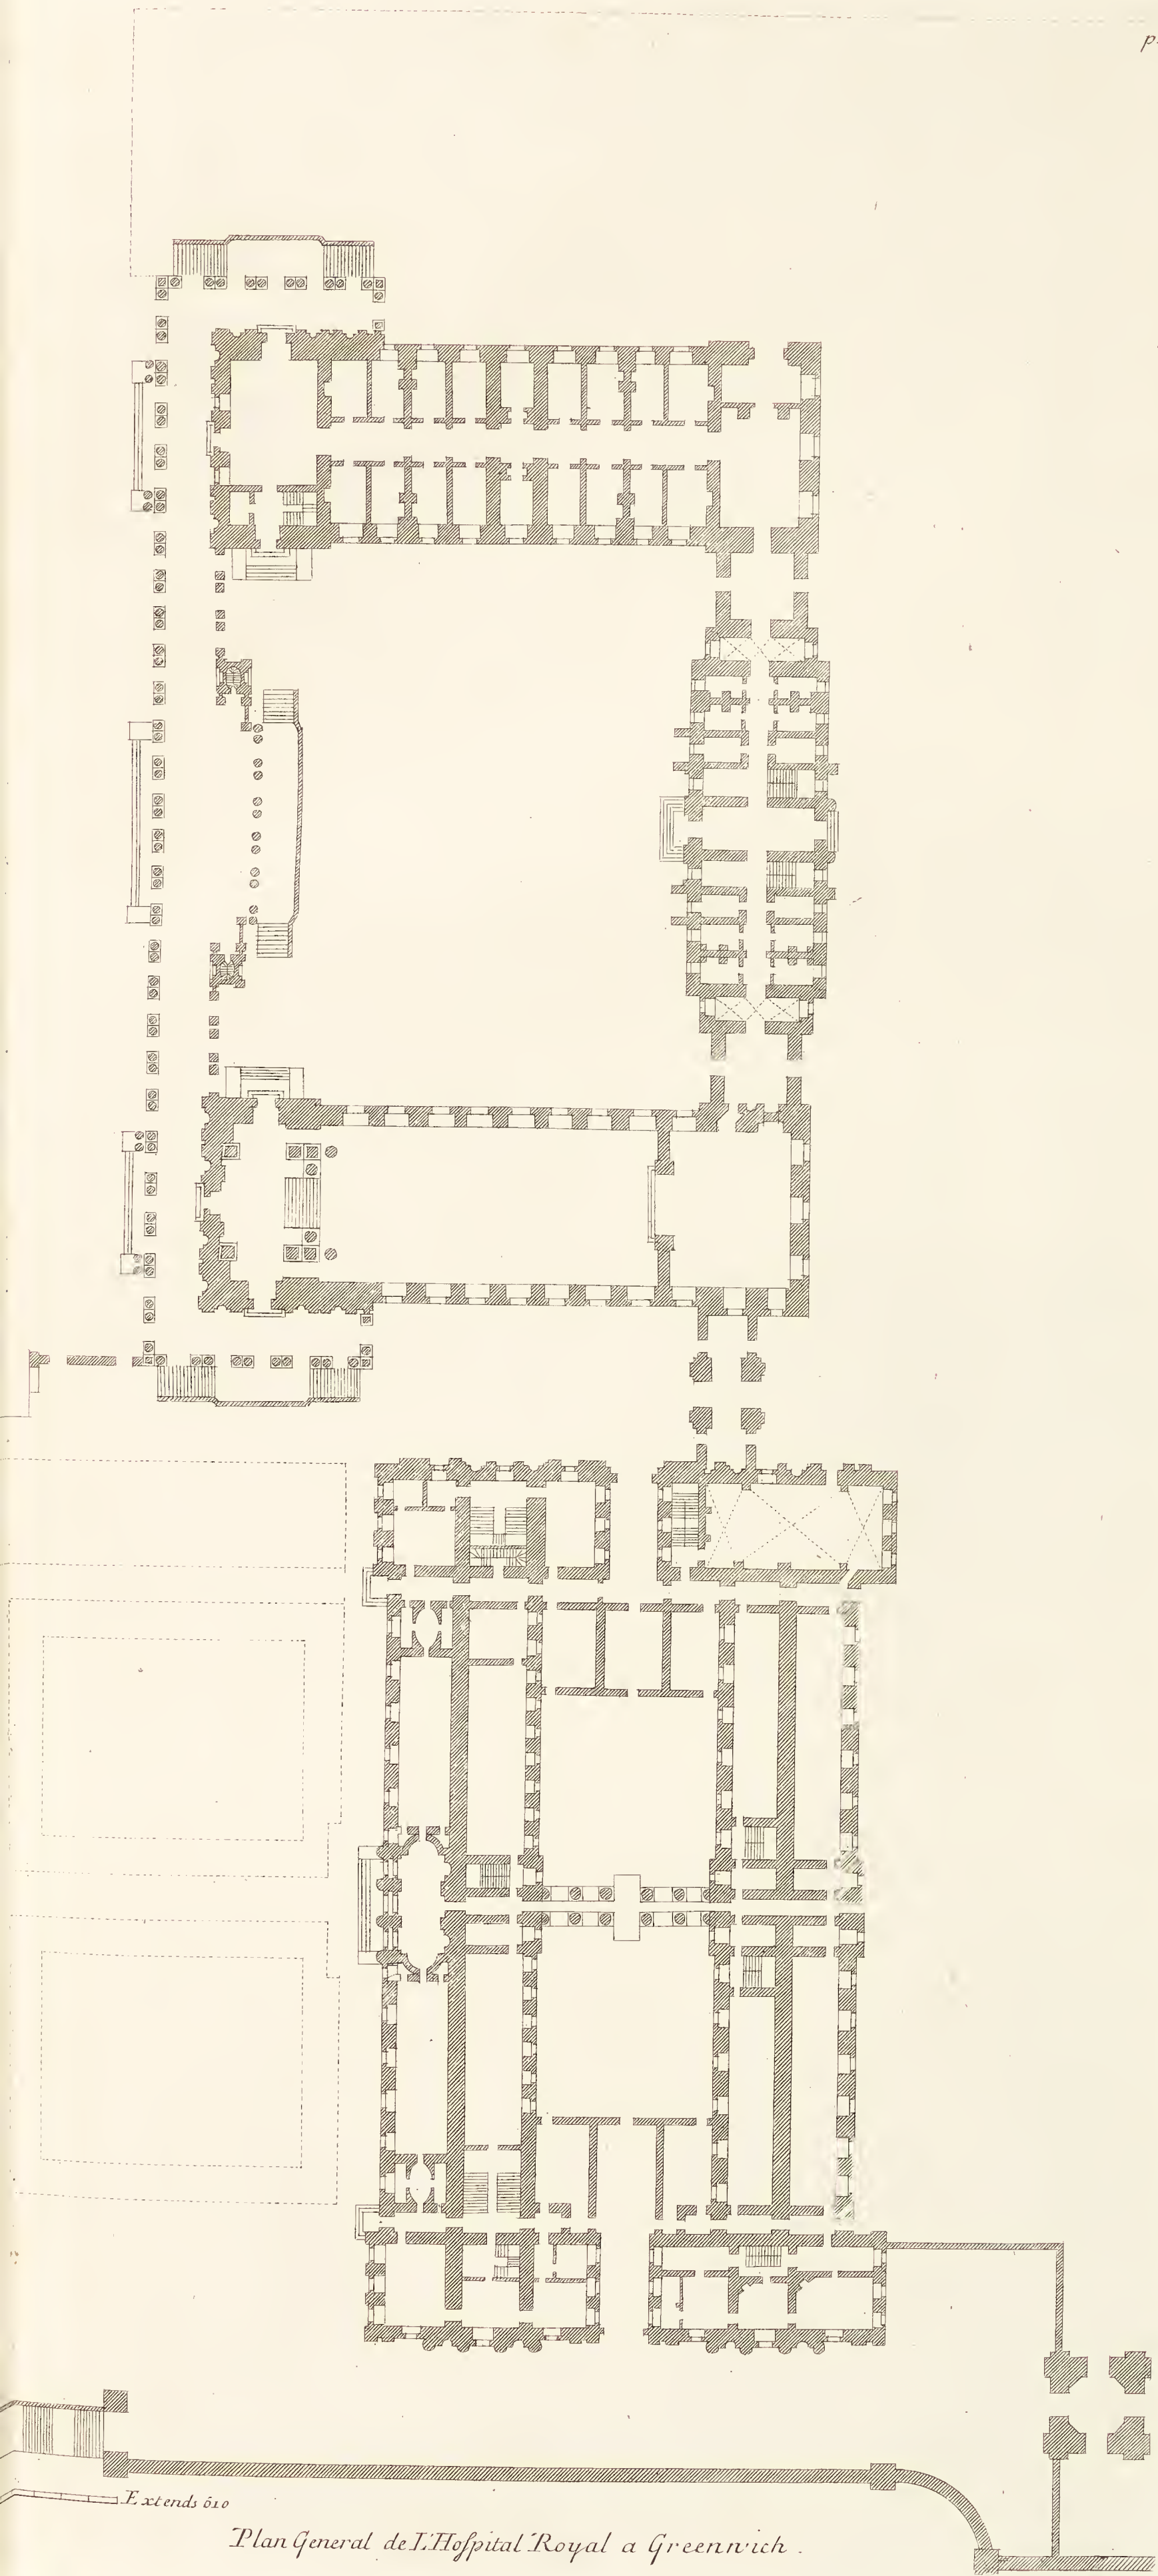 p.
Extends 610
Plan General de L'Hoſpital Royal a Greenwich .